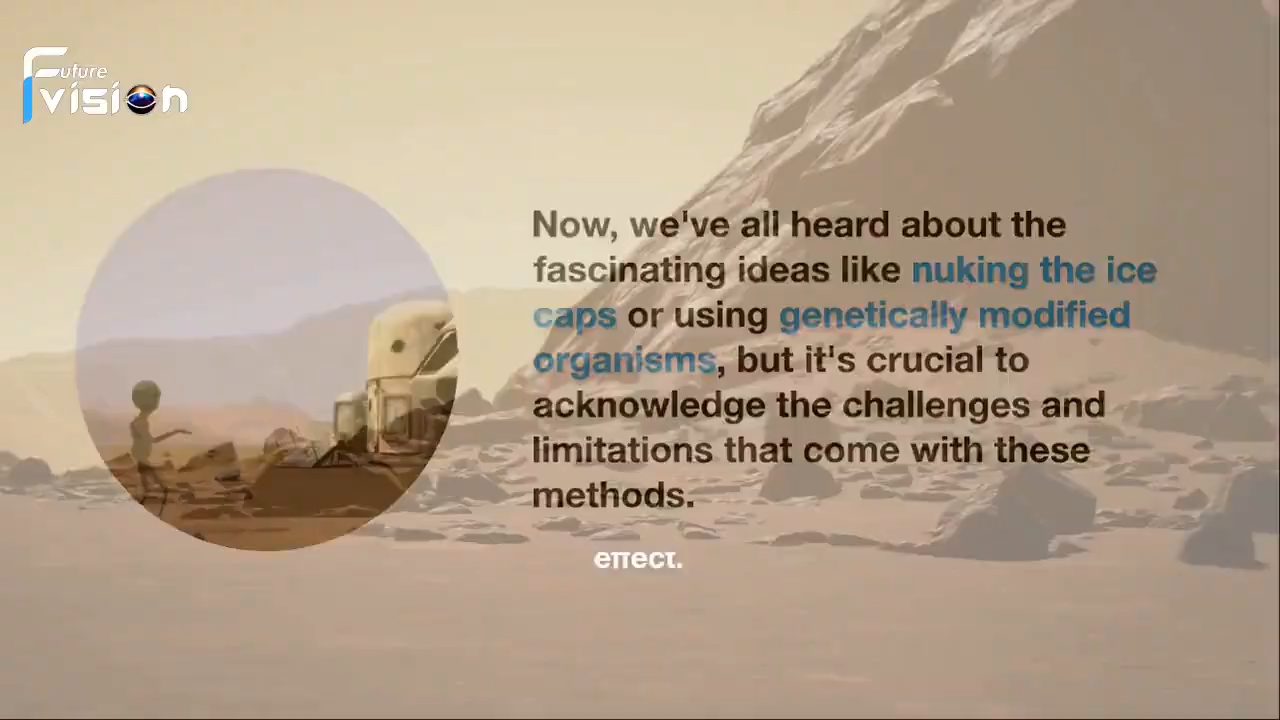 Future
vision
Now, we've all heard about the
fascinating ideas like nuking the ice
caps or using genetically modified
organisms, but it's crucial to
acknowledge the challenges and
limitations that come with these
methods.
effect.